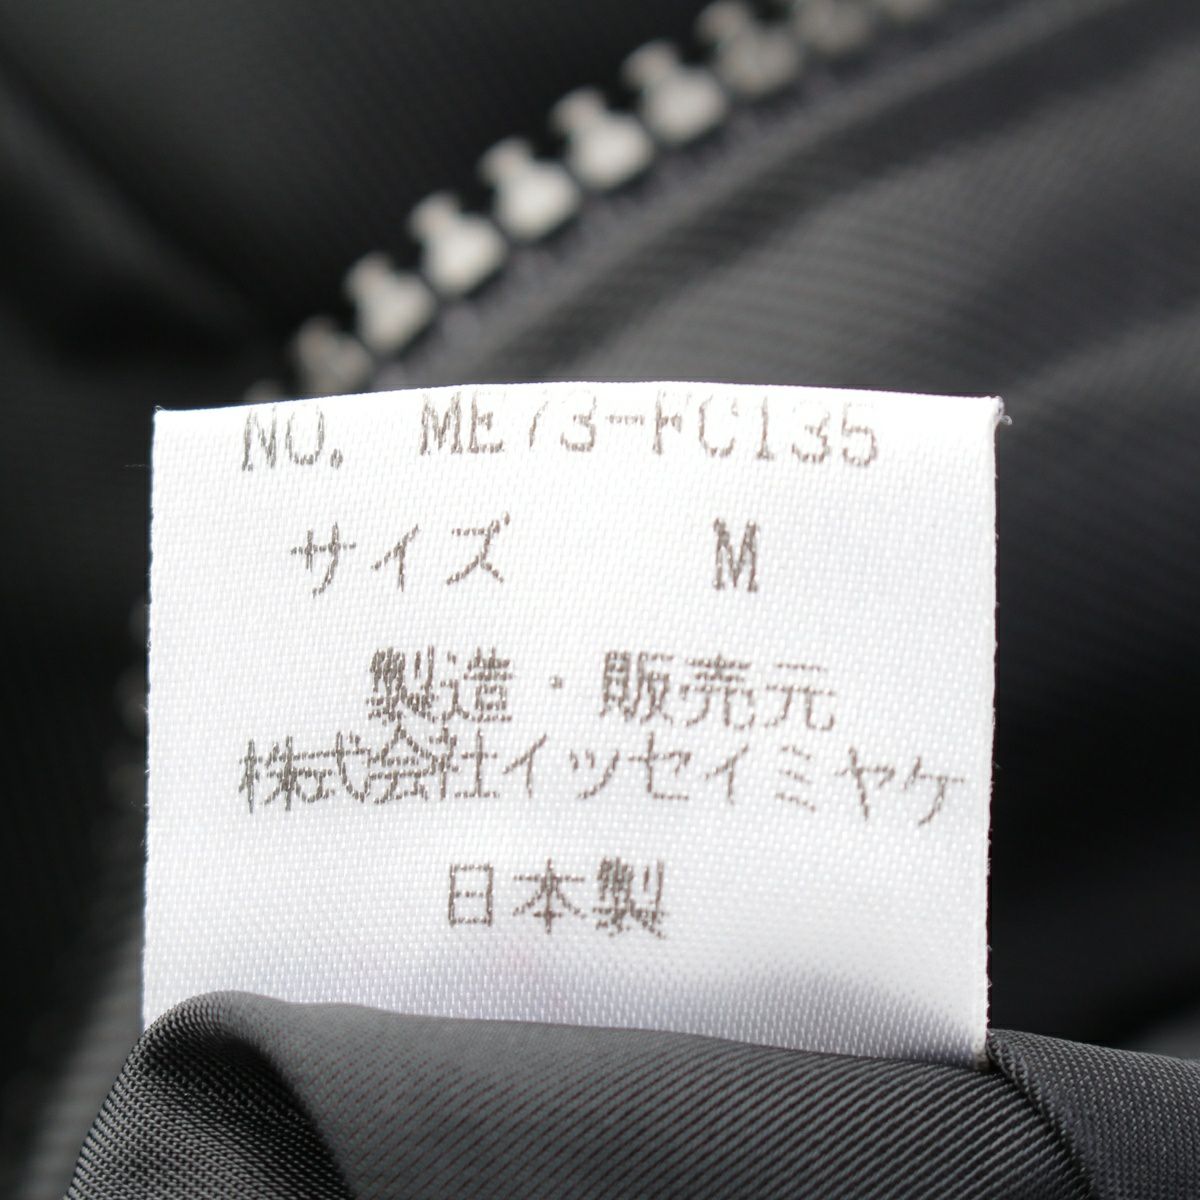 NO. ME73-FC135
サイズ M
製造・販売元
株式会社イッセイミヤケ
日本製